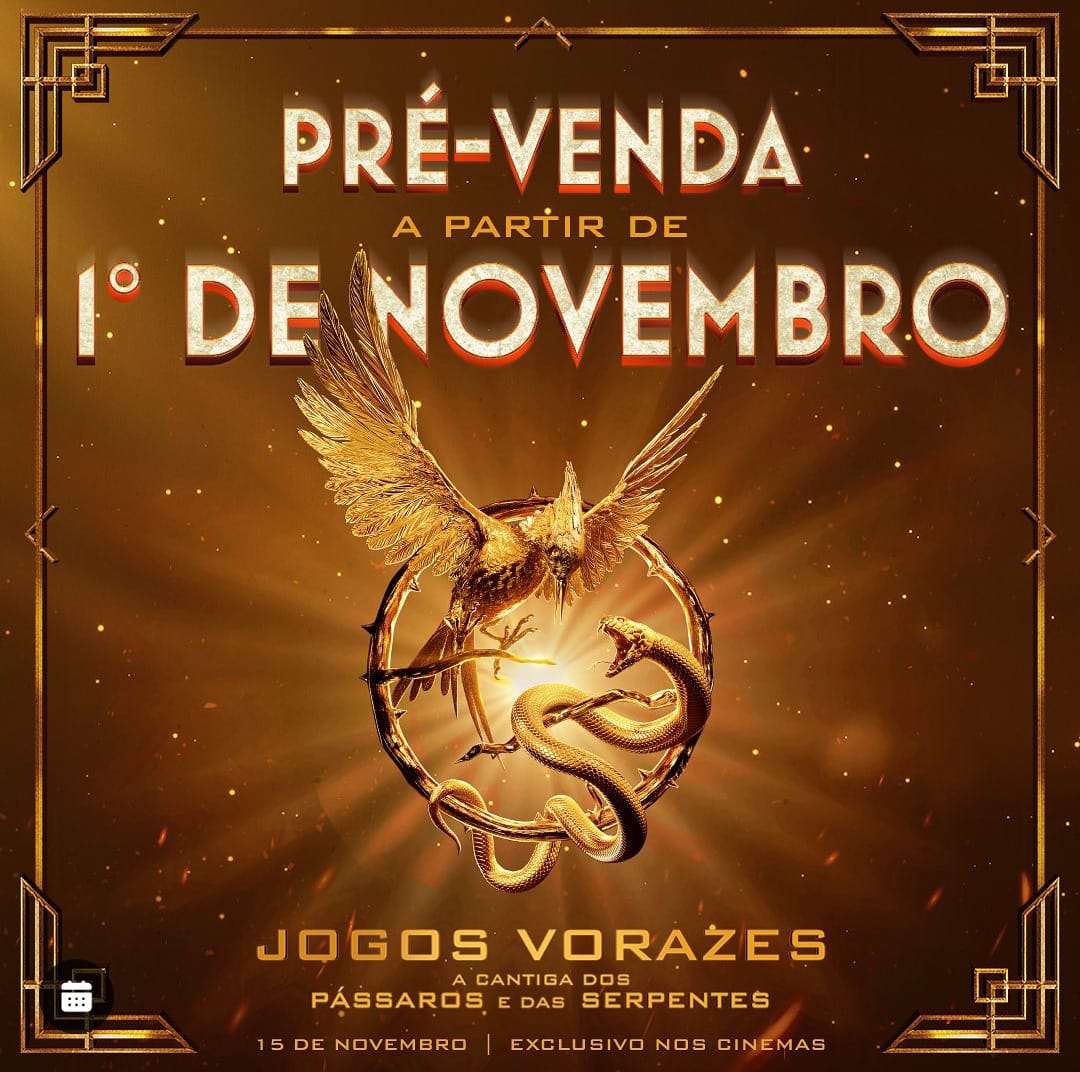 PRÉ-VENDA
A PARTIR DE
1º DE NOVEMBRO
JOGOS VORAZES
A CANTIGA DOS
PÁSSAROS E DAS SERPENTES
15 DE NOVEMBRO | EXCLUSIVO NOS CINEMAS